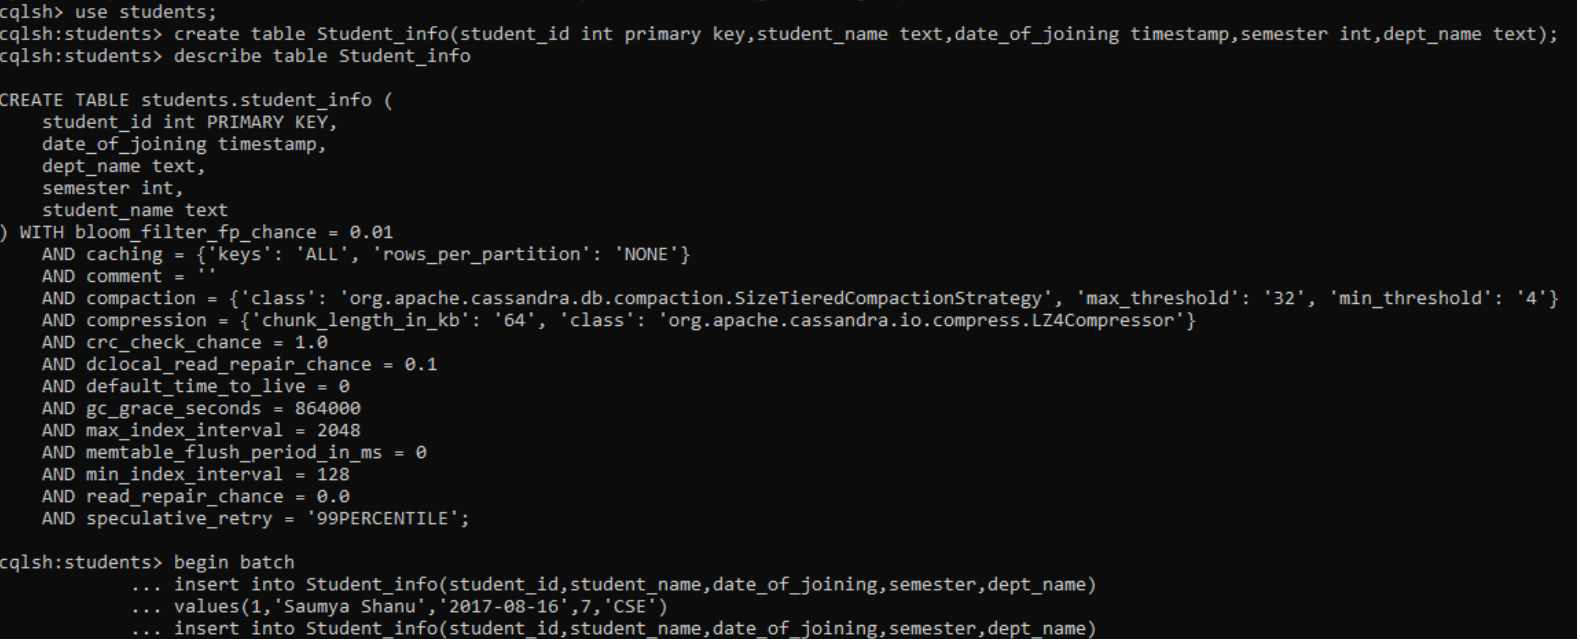 cqlsh> use students;
cqlsh:students> create table Student_info(student_id int primary key,student_name text,date_of_joining timestamp,semester int,dept_name text);
cqlsh:students> describe table Student_info
CREATE TABLE students.student_info (
    student_id int PRIMARY KEY,
    date_of_joining timestamp,
    dept_name text,
    semester int,
    student_name text
) WITH bloom_filter_fp_chance = 0.01
    AND caching = {'keys': 'ALL', 'rows_per_partition': 'NONE'}
    AND comment = ''
    AND compaction = {'class': 'org.apache.cassandra.db.compaction.SizeTieredCompactionStrategy', 'max_threshold': '32', 'min_threshold': '4'}
    AND compression = {'chunk_length_in_kb': '64', 'class': 'org.apache.cassandra.io.compress.LZ4Compressor'}
    AND crc_check_chance = 1.0
    AND dclocal_read_repair_chance = 0.1
    AND default_time_to_live = 0
    AND gc_grace_seconds = 864000
    AND max_index_interval = 2048
    AND memtable_flush_period_in_ms = 0
    AND min_index_interval = 128
    AND read_repair_chance = 0.0
    AND speculative_retry = '99PERCENTILE';
cqlsh:students> begin batch
            ... insert into Student_info(student_id,student_name,date_of_joining,semester,dept_name)
            ... values(1,'Saumya Shanu','2017-08-16',7,'CSE')
            ... insert into Student_info(student_id,student_name,date_of_joining,semester,dept_name)